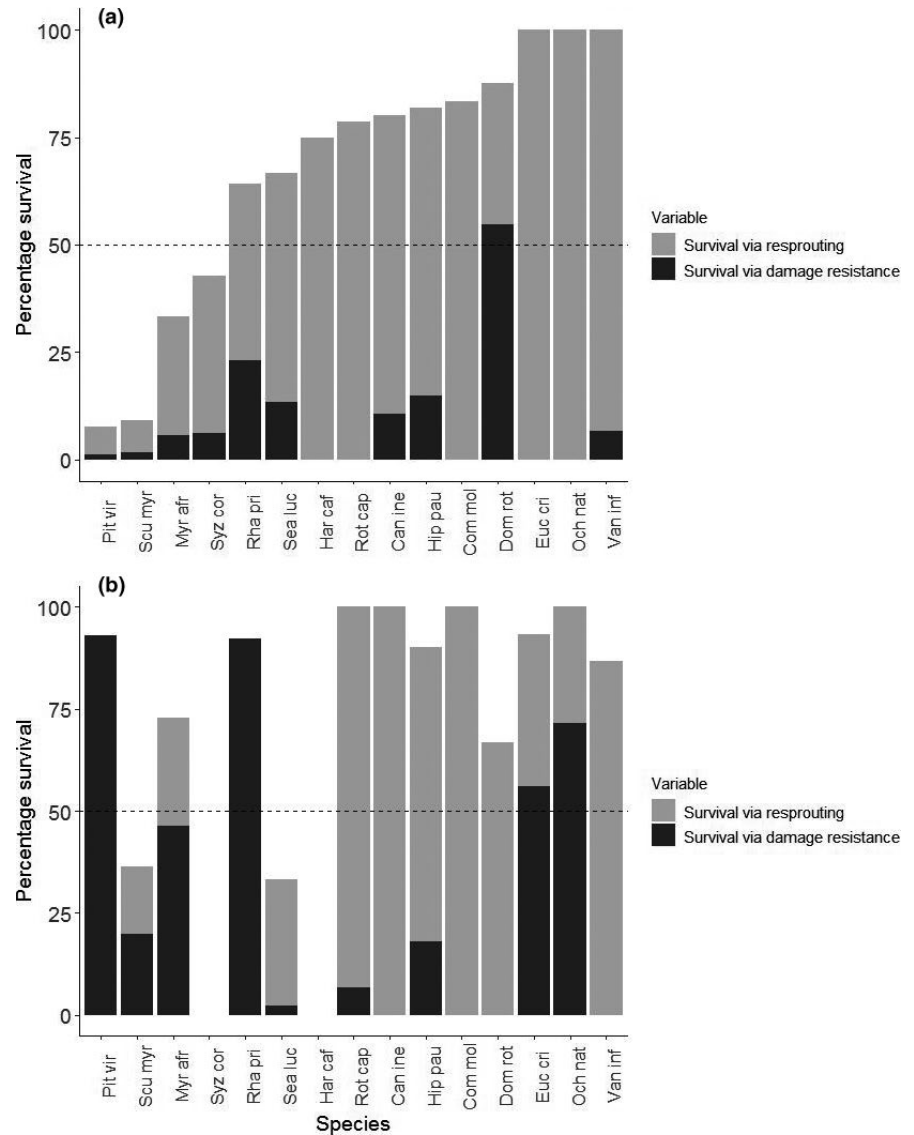 (a)
Percentage survival
100
75
50
25
0
Pit vir
Scu myr
Myr afr
Syz cor
Rha pri
Sea luc
Har caf
Rot cap
Can ine
Hip pau
Com mol
Dom rot
Euc cri
Och nat
Van inf
Variable
Survival via resprouting
Survival via damage resistance
(b)
Percentage survival
100
75
50
25
0
Pit vir
Scu myr
Myr afr
Syz cor
Rha pri
Sea luc
Har caf
Rot cap
Can ine
Hip pau
Com mol
Dom rot
Euc cri
Och nat
Van inf
Species
Variable
Survival via resprouting
Survival via damage resistance